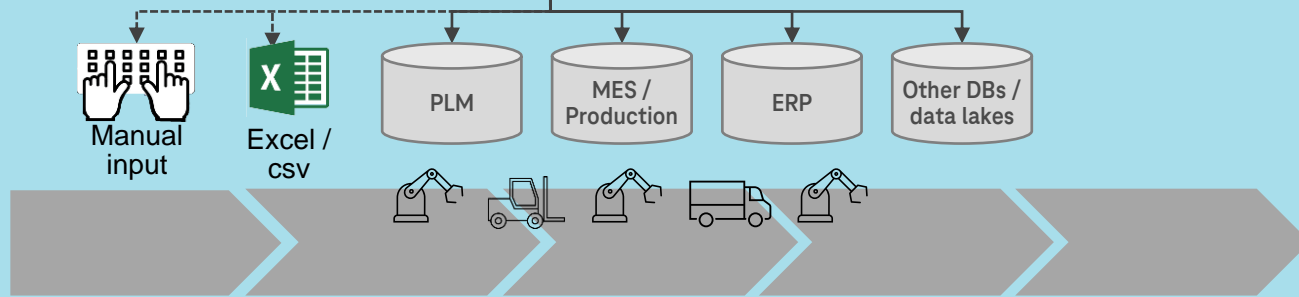 X
Manual
input
Excel /
csv
PLM
MES /
Production
ERP
Other DBs /
data lakes